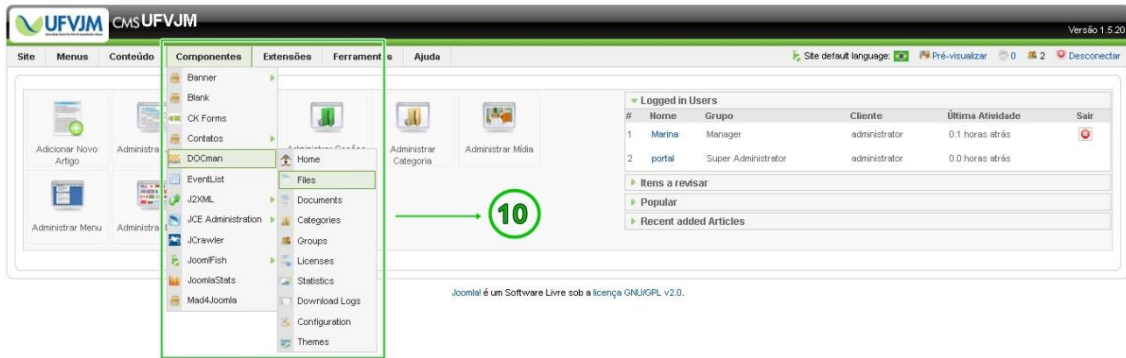 UFVJM CMS UFVJM
Versão 1.5.20
Site Menus Conteúdo Componentes Extensões Ferramentas Ajuda
Site default language: Pré-visualizar 0 2 Desconectar
Banner
Blank
CK Forms
Contatos
DOCman
EventList
J2XML
JCE Administration
JCrawler
Joom!Fish
JoomlaStats
Mad4Joomla
Home
Files
Documents
Categories
Groups
Licenses
Statistics
Download Logs
Configuration
Themes
10
Adicionar Novo
Artigo
Administrar
Categoria
Administrar Mídia
Administrar Menu
Logged in Users
# Nome Grupo Cliente Última Atividade Sair
1 Marina Manager administrator 0.1 horas atrás
2 portal Super Administrator administrator 0.0 horas atrás
Itens a revisar
Popular
Recent added Articles
Joomla! é um Software Livre sob a licença GNU/GPL v2.0.